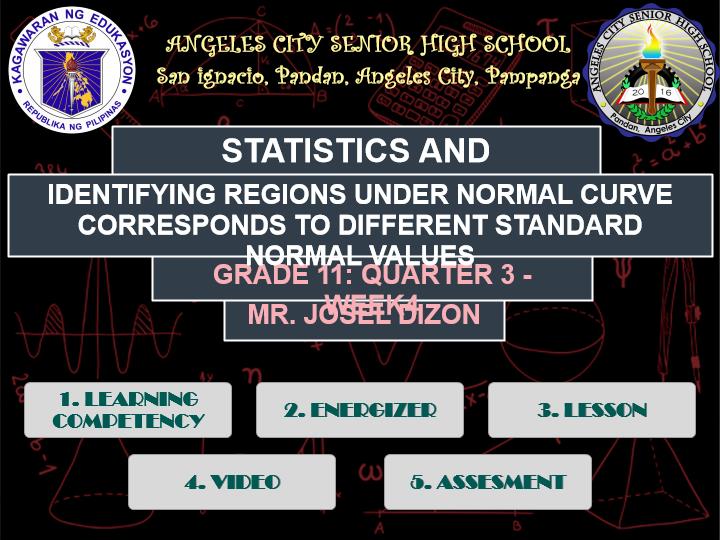 KAGAWARAN NG EDUKASYON
REPUBLIKA NG PILIPINAS
ANGELES CITY SENIOR HIGH SCHOOL
San ignacio, Pandan, Angeles City, Pampanga
ANGELES CITY SENIOR HIGH SCHOOL
20 16
Pandan, Angeles City
STATISTICS AND
IDENTIFYING REGIONS UNDER NORMAL CURVE
CORRESPONDS TO DIFFERENT STANDARD
NORMAL VALUES
GRADE 11: QUARTER 3 -
WEEK4
MR. JOSEL DIZON
1. LEARNING
COMPETENCY
2. ENERGIZER
3. LESSON
4. VIDEO
5. ASSESMENT